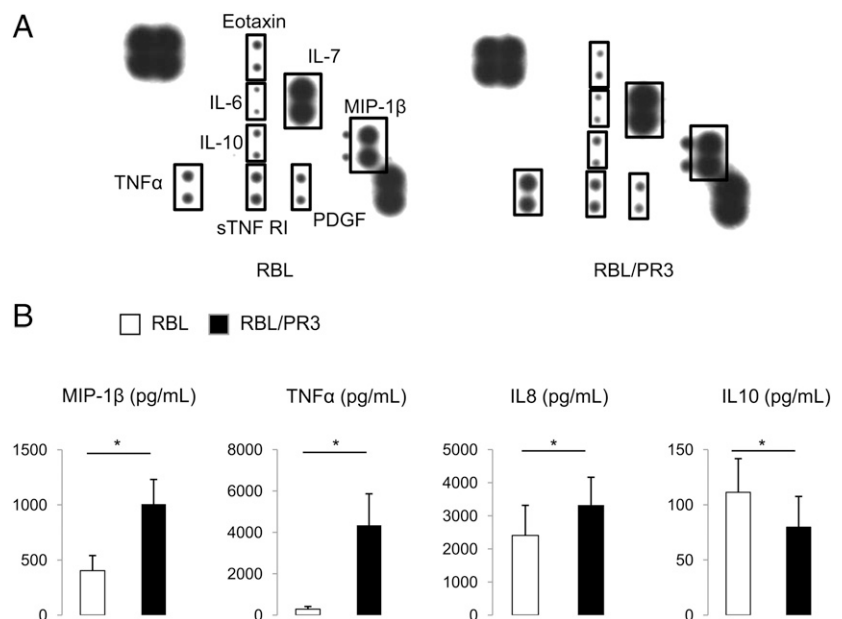 A
Eotaxin
IL-7
IL-6
MIP-1β
IL-10
TNFα
sTNF RI
PDGF
RBL
RBL/PR3
B
RBL
RBL/PR3
MIP-1β (pg/mL)
TNFα (pg/mL)
IL8 (pg/mL)
IL10 (pg/mL)
1500
1000
500
0
*
8000
6000
4000
2000
0
*
5000
4000
3000
2000
1000
0
*
150
100
50
0
*